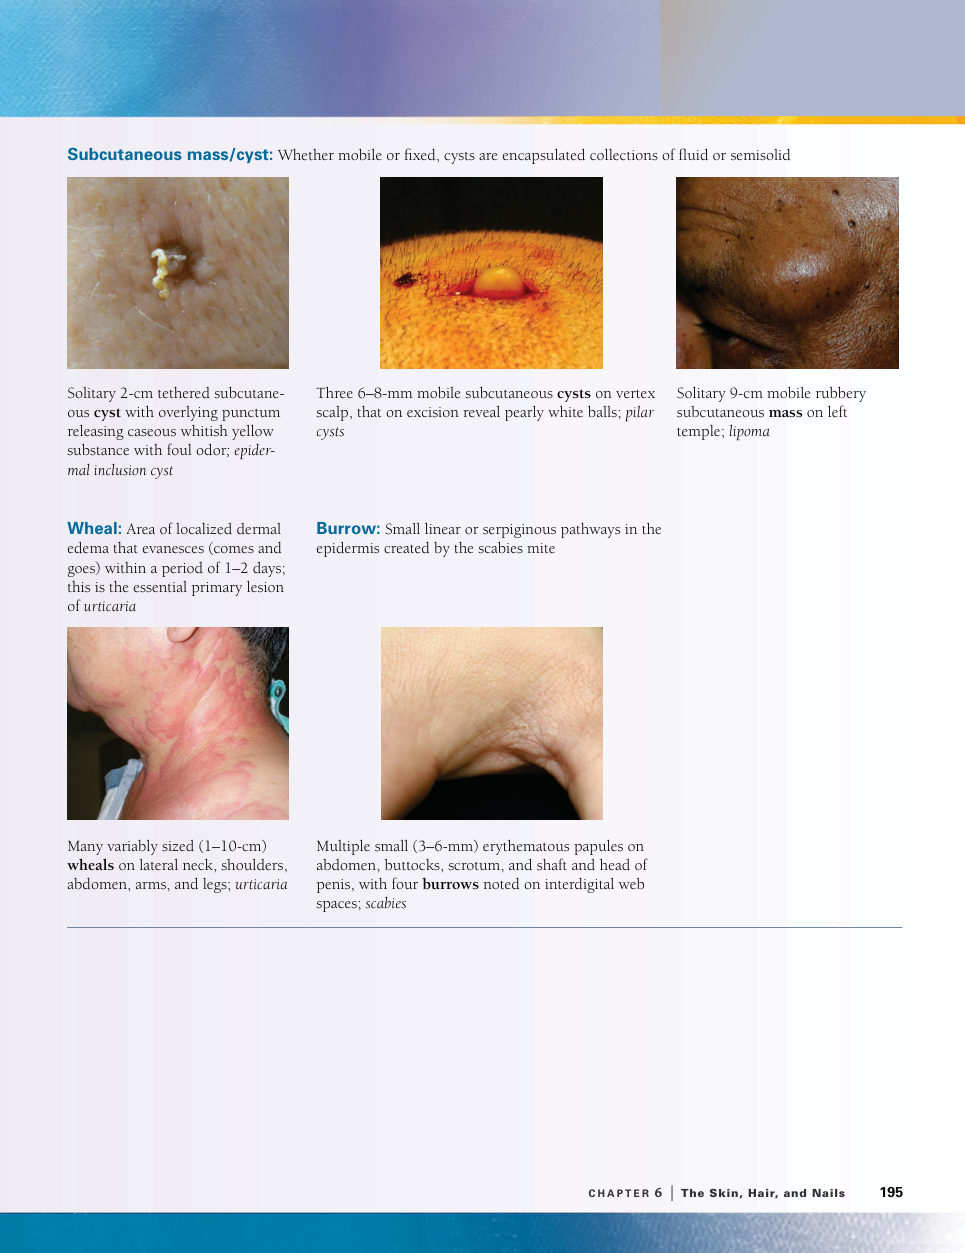 Subcutaneous mass/cyst: Whether mobile or fixed, cysts are encapsulated collections of fluid or semisolid
Solitary 2-cm tethered subcutane-
ous cyst with overlying punctum
releasing caseous whitish yellow
substance with foul odor; epider-
mal inclusion cyst
Three 6–8-mm mobile subcutaneous cysts on vertex
scalp, that on excision reveal pearly white balls; pilar
cysts
Solitary 9-cm mobile rubbery
subcutaneous mass on left
temple; lipoma
Wheal: Area of localized dermal
edema that evanesces (comes and
goes) within a period of 1–2 days;
this is the essential primary lesion
of urticaria
Burrow: Small linear or serpiginous pathways in the
epidermis created by the scabies mite
Many variably sized (1–10-cm)
wheals on lateral neck, shoulders,
abdomen, arms, and legs; urticaria
Multiple small (3–6-mm) erythematous papules on
abdomen, buttocks, scrotum, and shaft and head of
penis, with four burrows noted on interdigital web
spaces; scabies
CHAPTER 6 | The Skin, Hair, and Nails 195